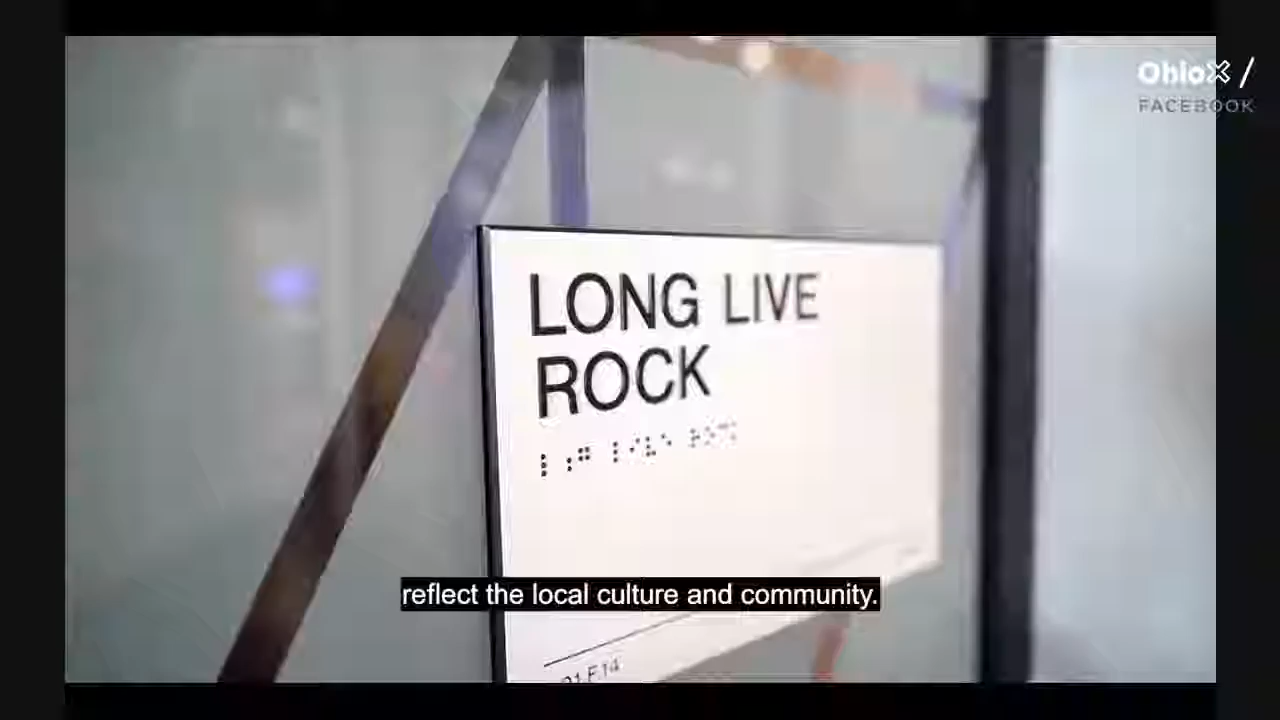 OhioX /
FACEBOOK
LONG LIVE
ROCK
reflect the local culture and community.